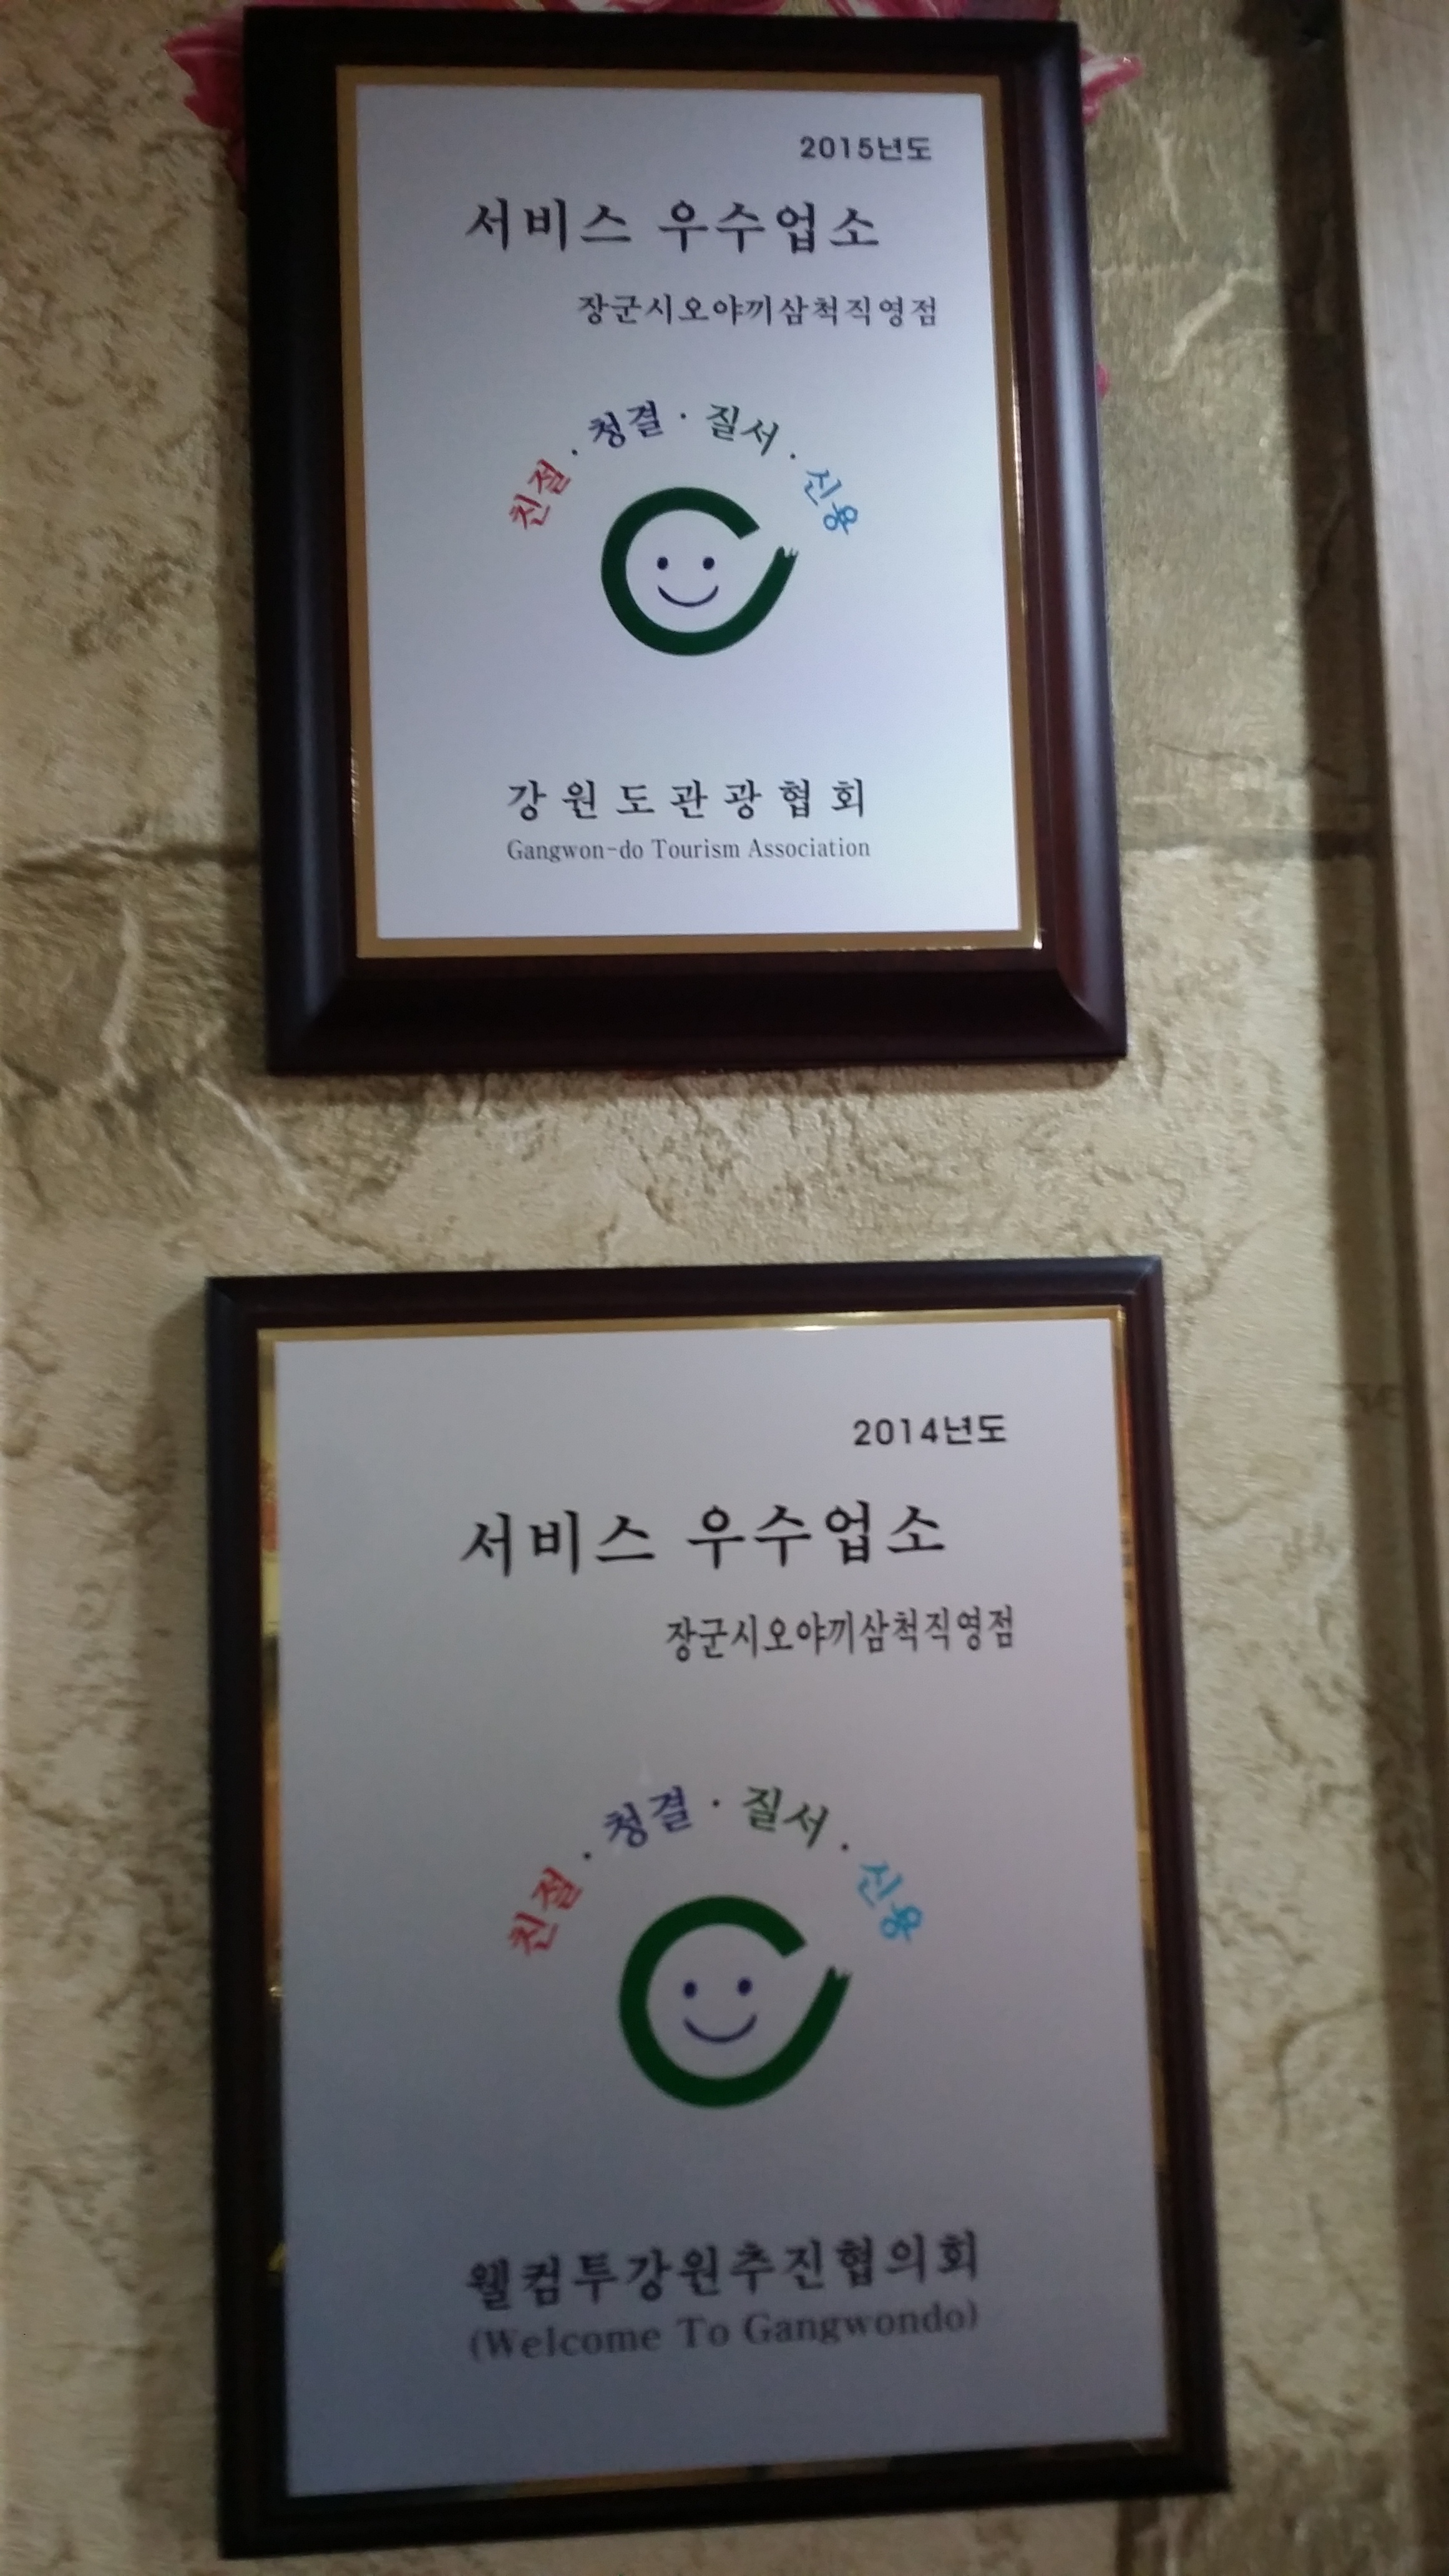 2015년도
서비스 우수업소
장군시오야끼삼척직영점
친절 · 청결 · 질서 · 신용
강원도관광협회
Gangwon-do Tourism Association
2014년도
서비스 우수업소
장군시오야끼삼척직영점
친절 · 청결 · 질서 · 신용
웰컴투강원추진협의회
(Welcome To Gangwondo)